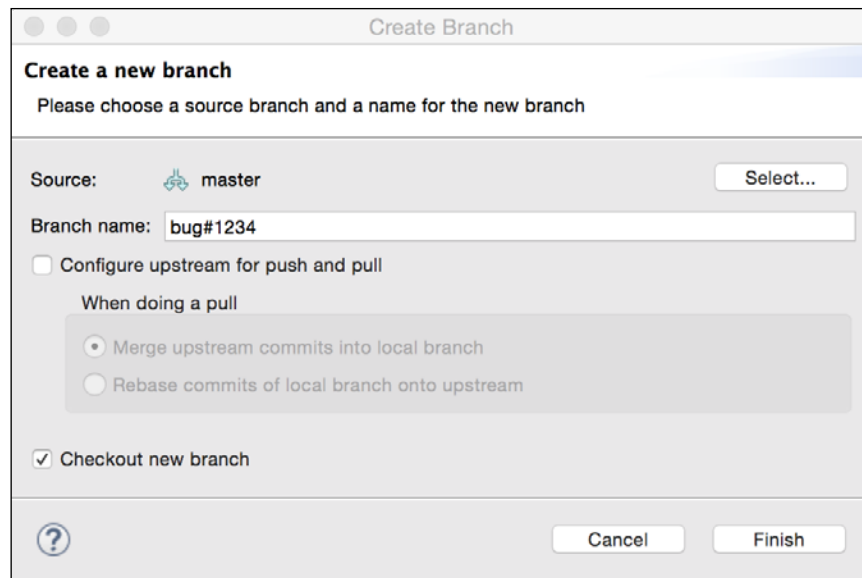 Create Branch
Create a new branch
Please choose a source branch and a name for the new branch
Source: master Select...
Branch name: bug#1234
Configure upstream for push and pull
When doing a pull
Merge upstream commits into local branch
Rebase commits of local branch onto upstream
Checkout new branch
? Cancel Finish